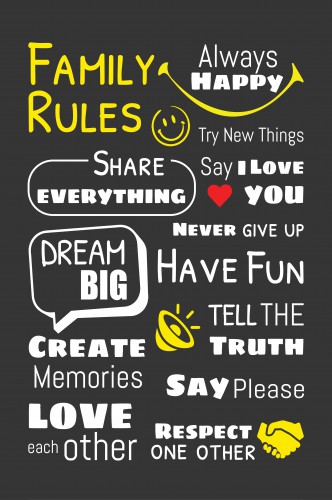 FAMILY
RULES
Always
HAPPY
Try New Things
SHARE
EVERYTHING
Say I LOVE
YOU
NEVER GIVE UP
DREAM
BIG
HAVE FUN
TELL THE
TRUTH
CREATE
Memories
SAY Please
LOVE
each other
RESPECT
ONE OTHER